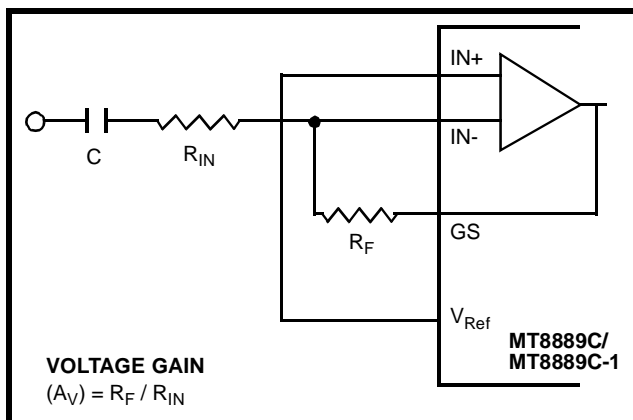 IN+
IN-
C
R_IN
R_F
GS
V_Ref
MT8889C/
MT8889C-1
VOLTAGE GAIN
(A_V) = R_F / R_IN